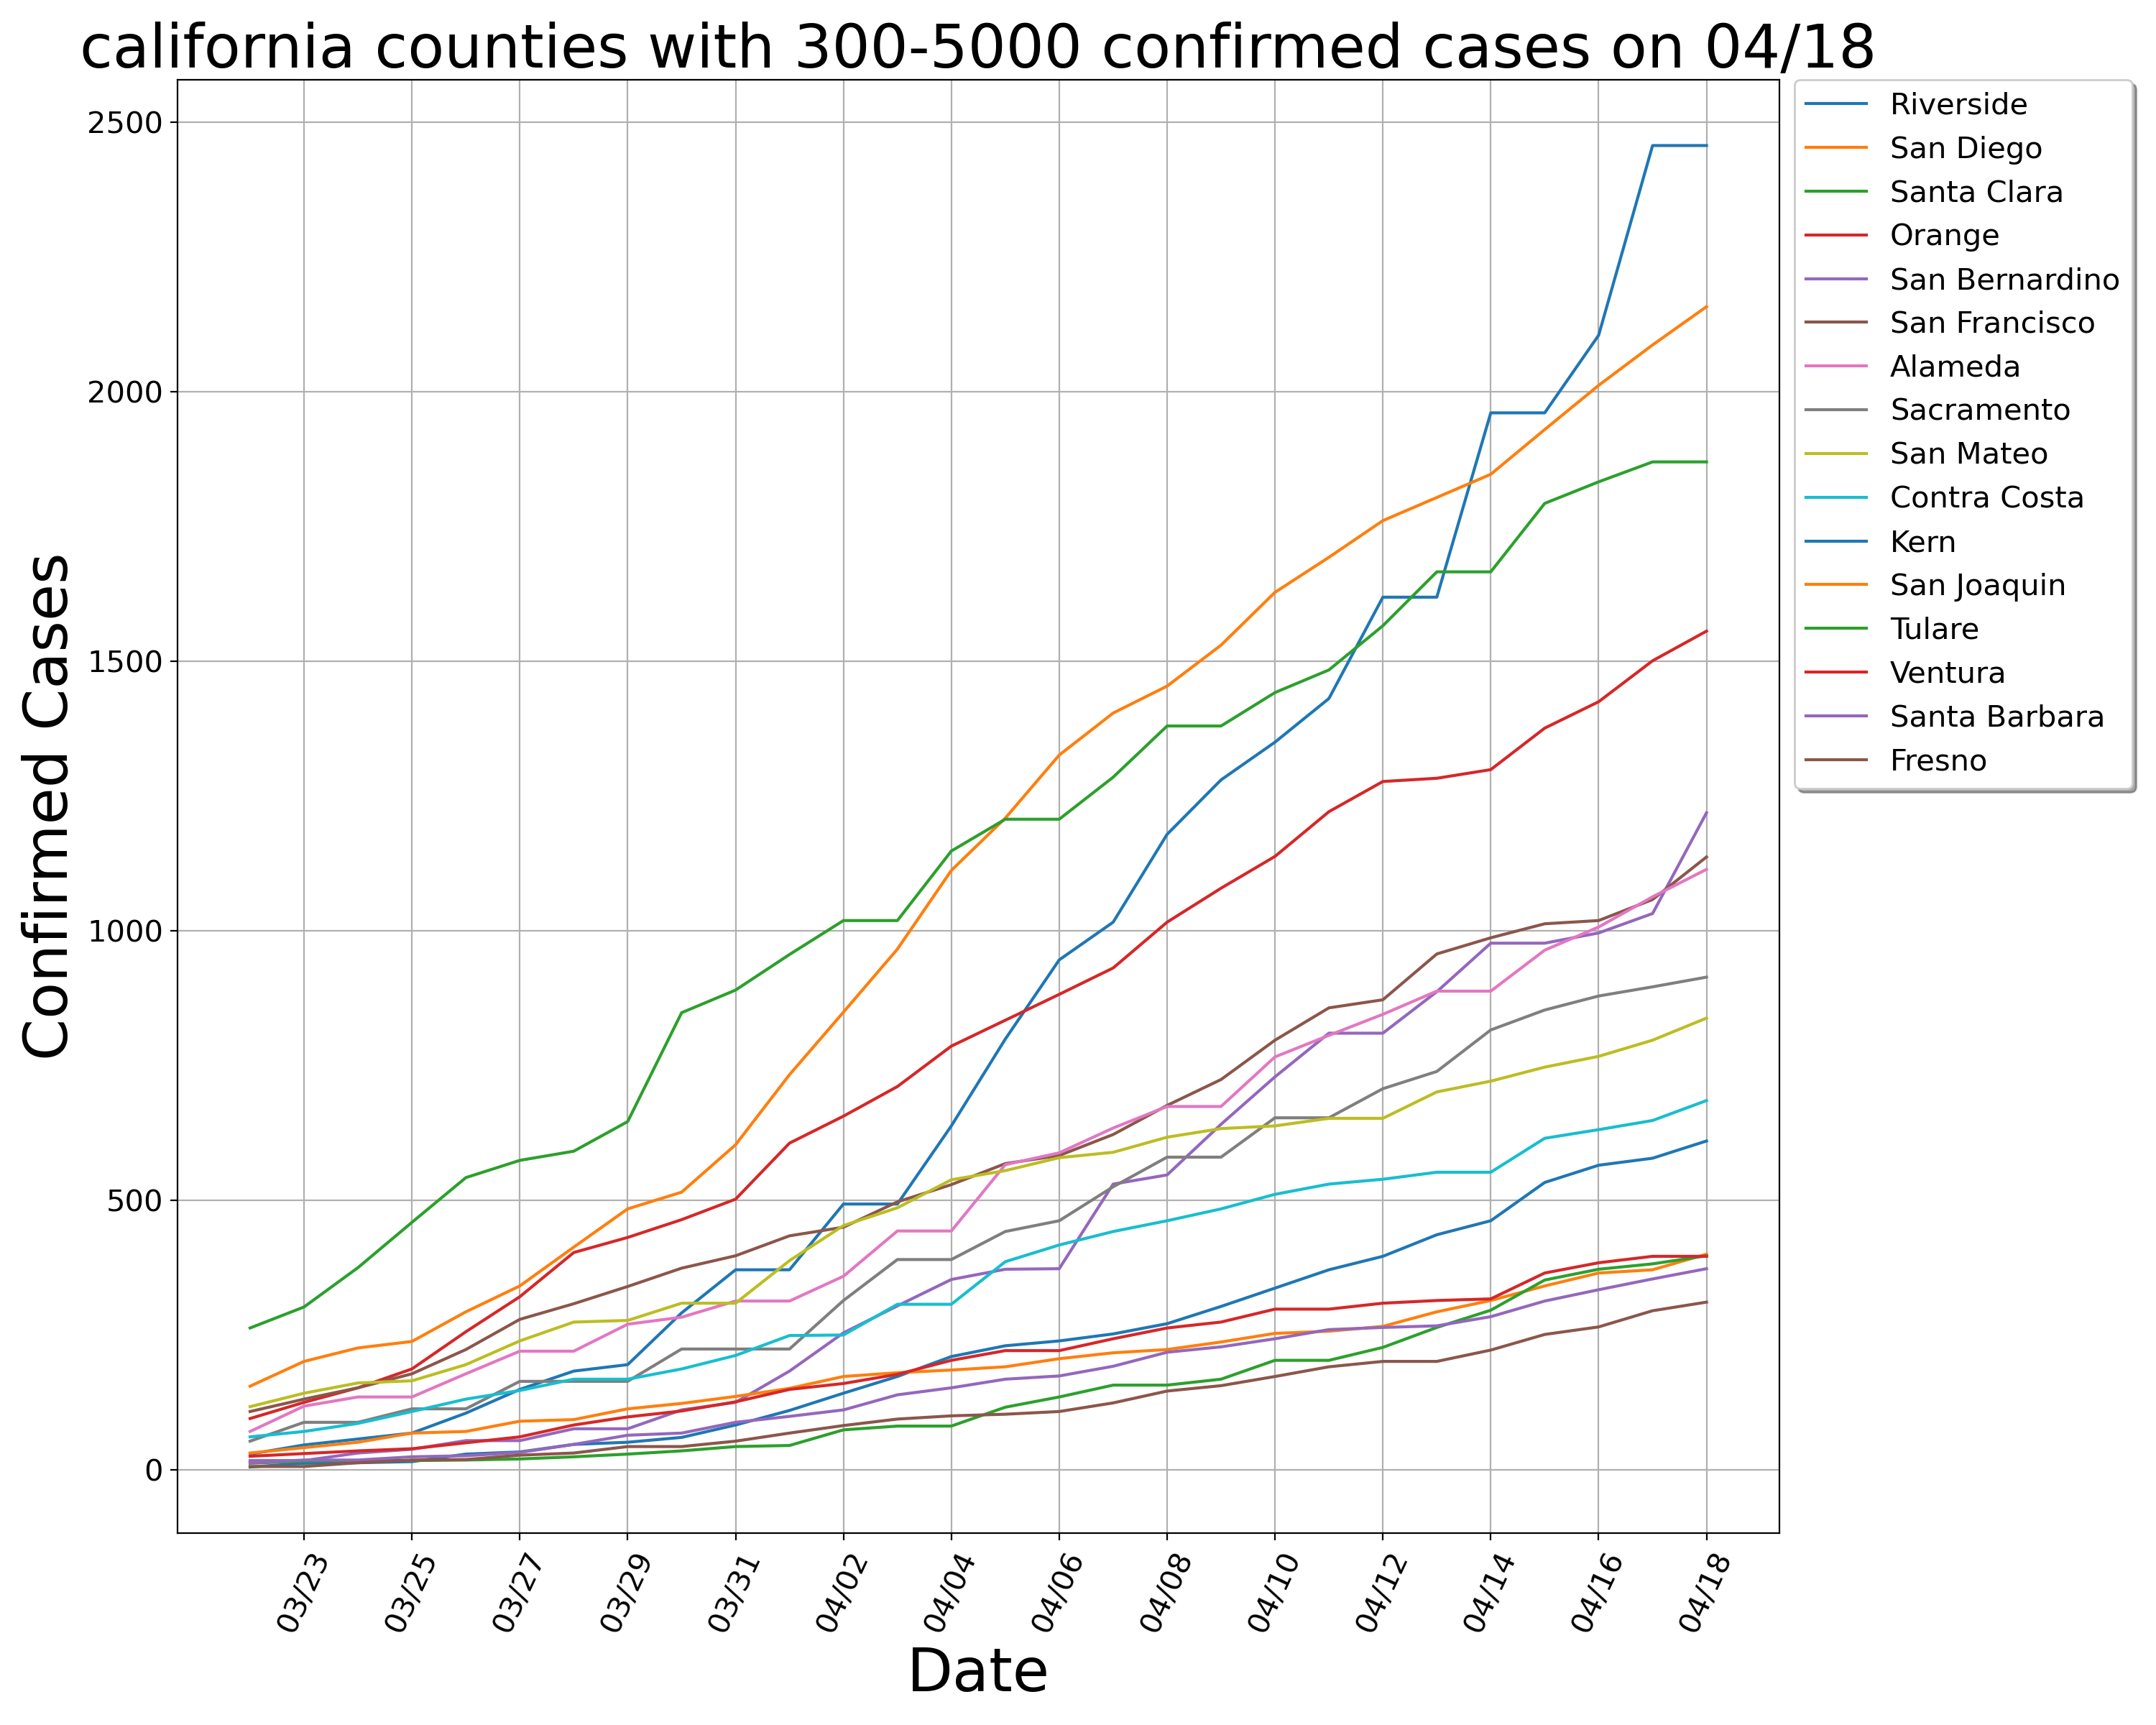 california counties with 300-5000 confirmed cases on 04/18
Confirmed Cases
2500
2000
1500
1000
500
0
03/23
03/25
03/27
03/29
03/31
04/02
04/04
04/06
04/08
04/10
04/12
04/14
04/16
04/18
Date
Riverside
San Diego
Santa Clara
Orange
San Bernardino
San Francisco
Alameda
Sacramento
San Mateo
Contra Costa
Kern
San Joaquin
Tulare
Ventura
Santa Barbara
Fresno